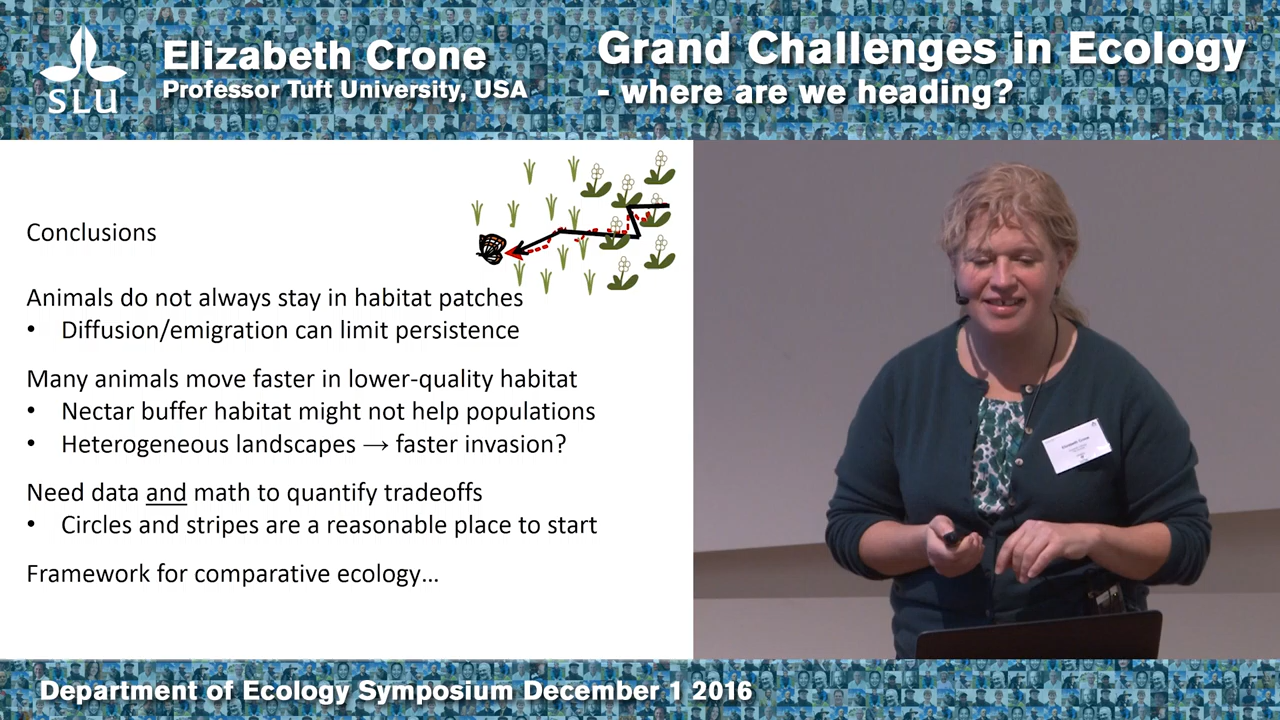 slu
Elizabeth Crone
Professor Tuft University, USA
Grand Challenges in Ecology
- where are we heading?
Conclusions
Animals do not always stay in habitat patches
• Diffusion/emigration can limit persistence
Many animals move faster in lower-quality habitat
• Nectar buffer habitat might not help populations
• Heterogeneous landscapes → faster invasion?
Need data and math to quantify tradeoffs
• Circles and stripes are a reasonable place to start
Framework for comparative ecology…
Elizabeth Crone
Department of Ecology Symposium December 1 2016